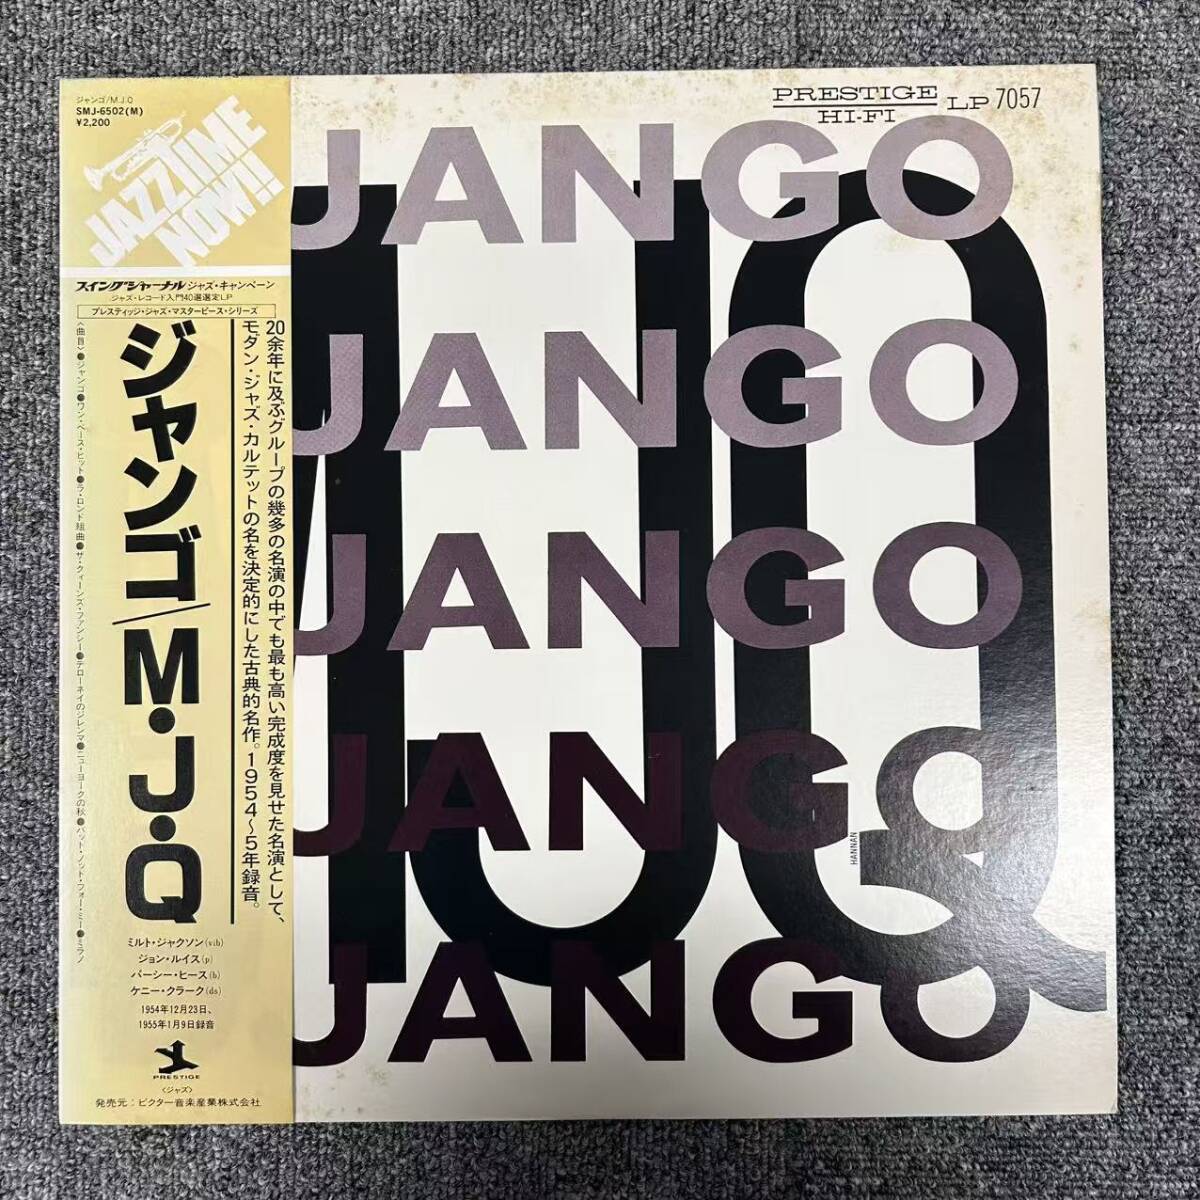 ジャンゴ/M.J.Q
SMJ-6502(M)
¥2,200
JAZZTIME
NOW!!
スイングジャーナル ジャズ・キャンペーン
ジャズ・レコード入門40選選定LP
プレスティッジ・ジャズ・マスターピース・シリーズ
20余年に及ぶグループの幾多の名演の中でも最も高い完成度を見せた名演として、
モダン・ジャズ・カルテットの名を決定的にした古典的名作。1954〜5年録音。
ジャンゴ/M・J・Q
〈曲目〉●ジャンゴ●ワン・ベース・ヒット●ラ・ロンド組曲●ザ・クィーンズ・ファンシー●デローネイのジレンマ●ニューヨークの秋●バット・ノット・フォー・ミー●ミラノ
ミルト・ジャクソン(vib)
ジョン・ルイス(p)
パーシー・ヒース(b)
ケニー・クラーク(ds)
1954年12月23日、
1955年1月9日録音
PRESTIGE
〈ジャズ〉
発売元:ビクター音楽産業株式会社
PRESTIGE
HI-FI
LP 7057
JANGO
JANGO
JANGO
JANGO
JANGO
MJQ
HANNAN